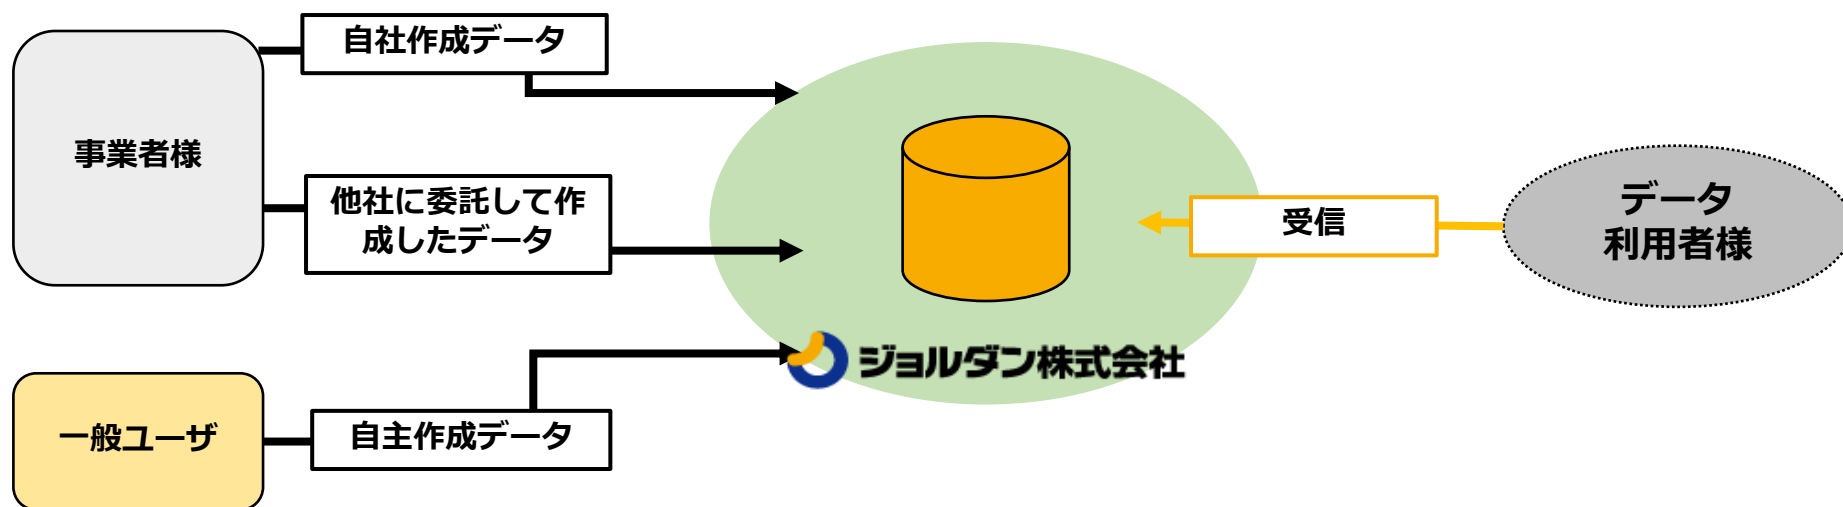 自社作成データ
事業者様
他社に委託して作
成したデータ
受信
データ
利用者様
ジョルダン株式会社
一般ユーザ
自主作成データ